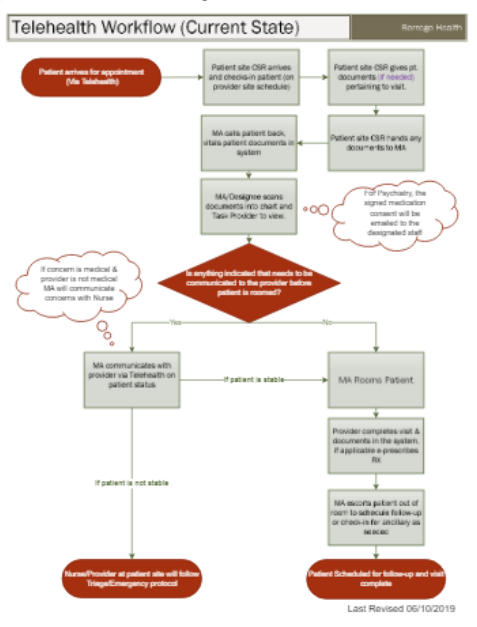 Telehealth Workflow (Current State)
Borrego Health
Patient arrives for appointment
(Via Telehealth)
Patient site CSR arrives
and checks-in patient (on
provider site schedule)
Patient site CSR gives pt.
documents (if needed)
pertaining to visit.
MA calls patient back,
vitals patient documents in
system
Patient site CSR hands any
documents to MA
MA/Designee scans
documents into chart and
Task Provider to view.
For Psychiatry, the
signed medication
consent will be
emailed to the
designated staff
If concern is medical &
provider is not medical
MA will communicate
concerns with Nurse
Is anything indicated that needs to be
communicated to the provider before
patient is roomed?
Yes
No
MA communicates with
provider via Telehealth on
patient status
If patient is stable
MA Rooms Patient
Provider completes visit &
documents in the system,
if applicable e-prescribes
RX
If patient is not stable
MA escorts patient out of
room to schedule follow-up
or check-in for ancillary as
needed
Nurse/Provider at patient site will follow
Triage/Emergency protocol
Patient Scheduled for follow-up and visit
complete
Last Revised 06/10/2019